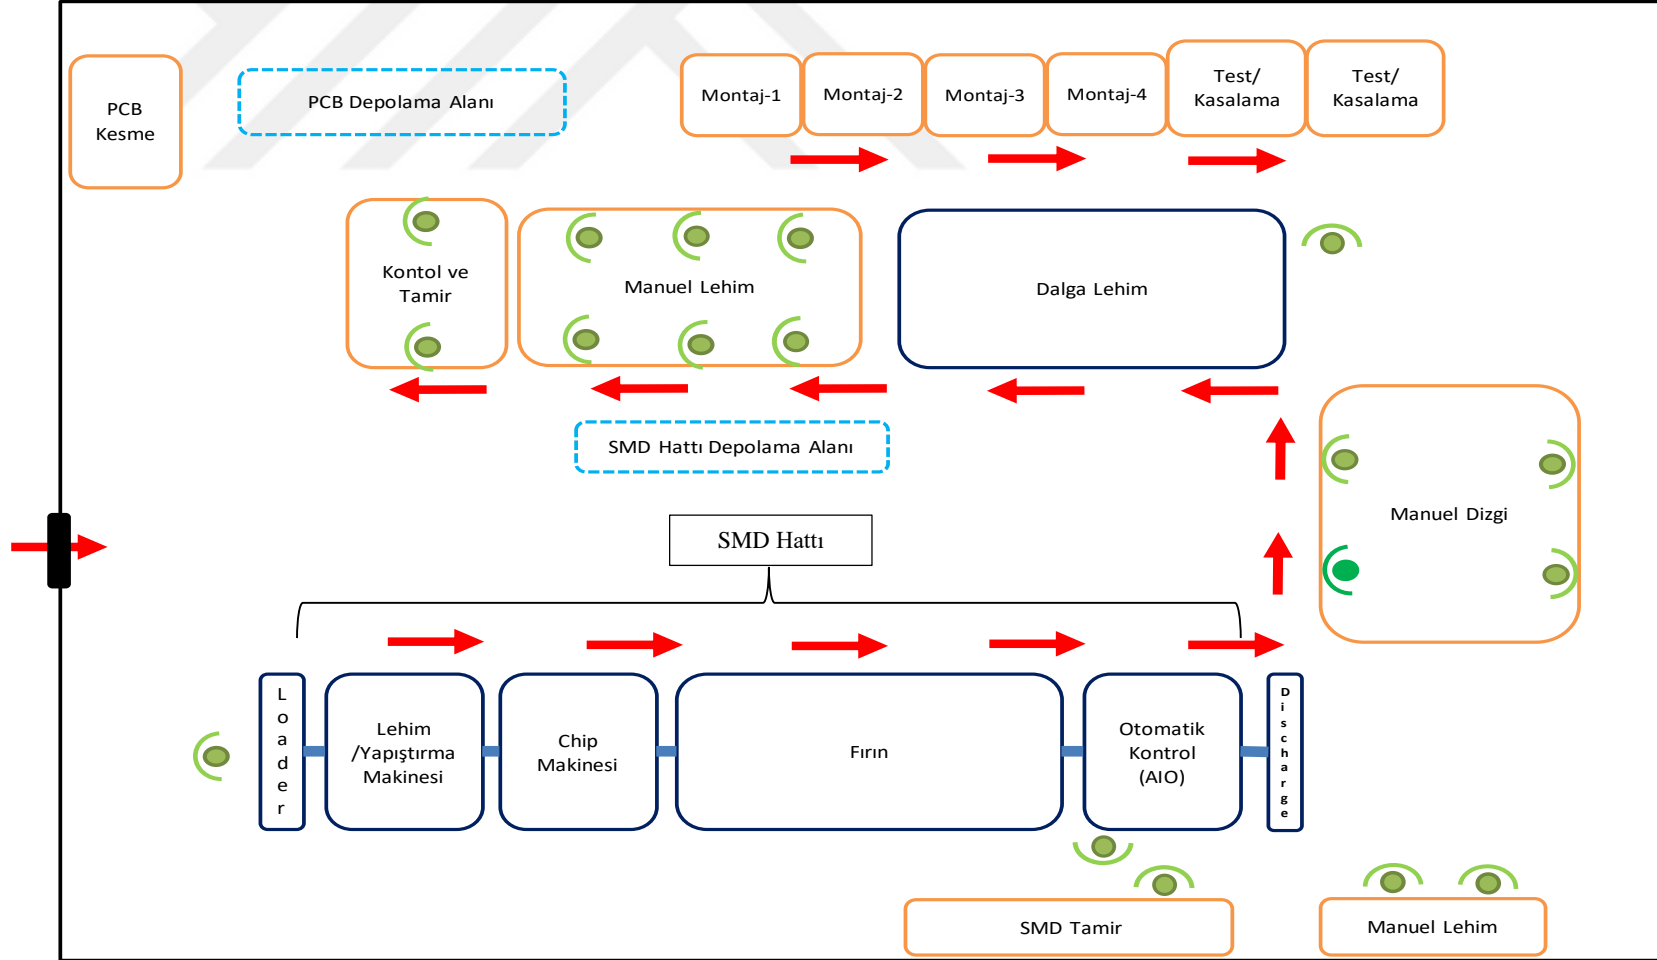 PCB
Kesme
PCB Depolama Alanı
Montaj-1
Montaj-2
Montaj-3
Montaj-4
Test/
Kasalama
Test/
Kasalama
Kontol ve
Tamir
Manuel Lehim
Dalga Lehim
SMD Hattı Depolama Alanı
Manuel Dizgi
SMD Hattı
Loader
Lehim
/Yapıştırma
Makinesi
Chip
Makinesi
Fırın
Otomatik
Kontrol
(AIO)
Discharge
SMD Tamir
Manuel Lehim